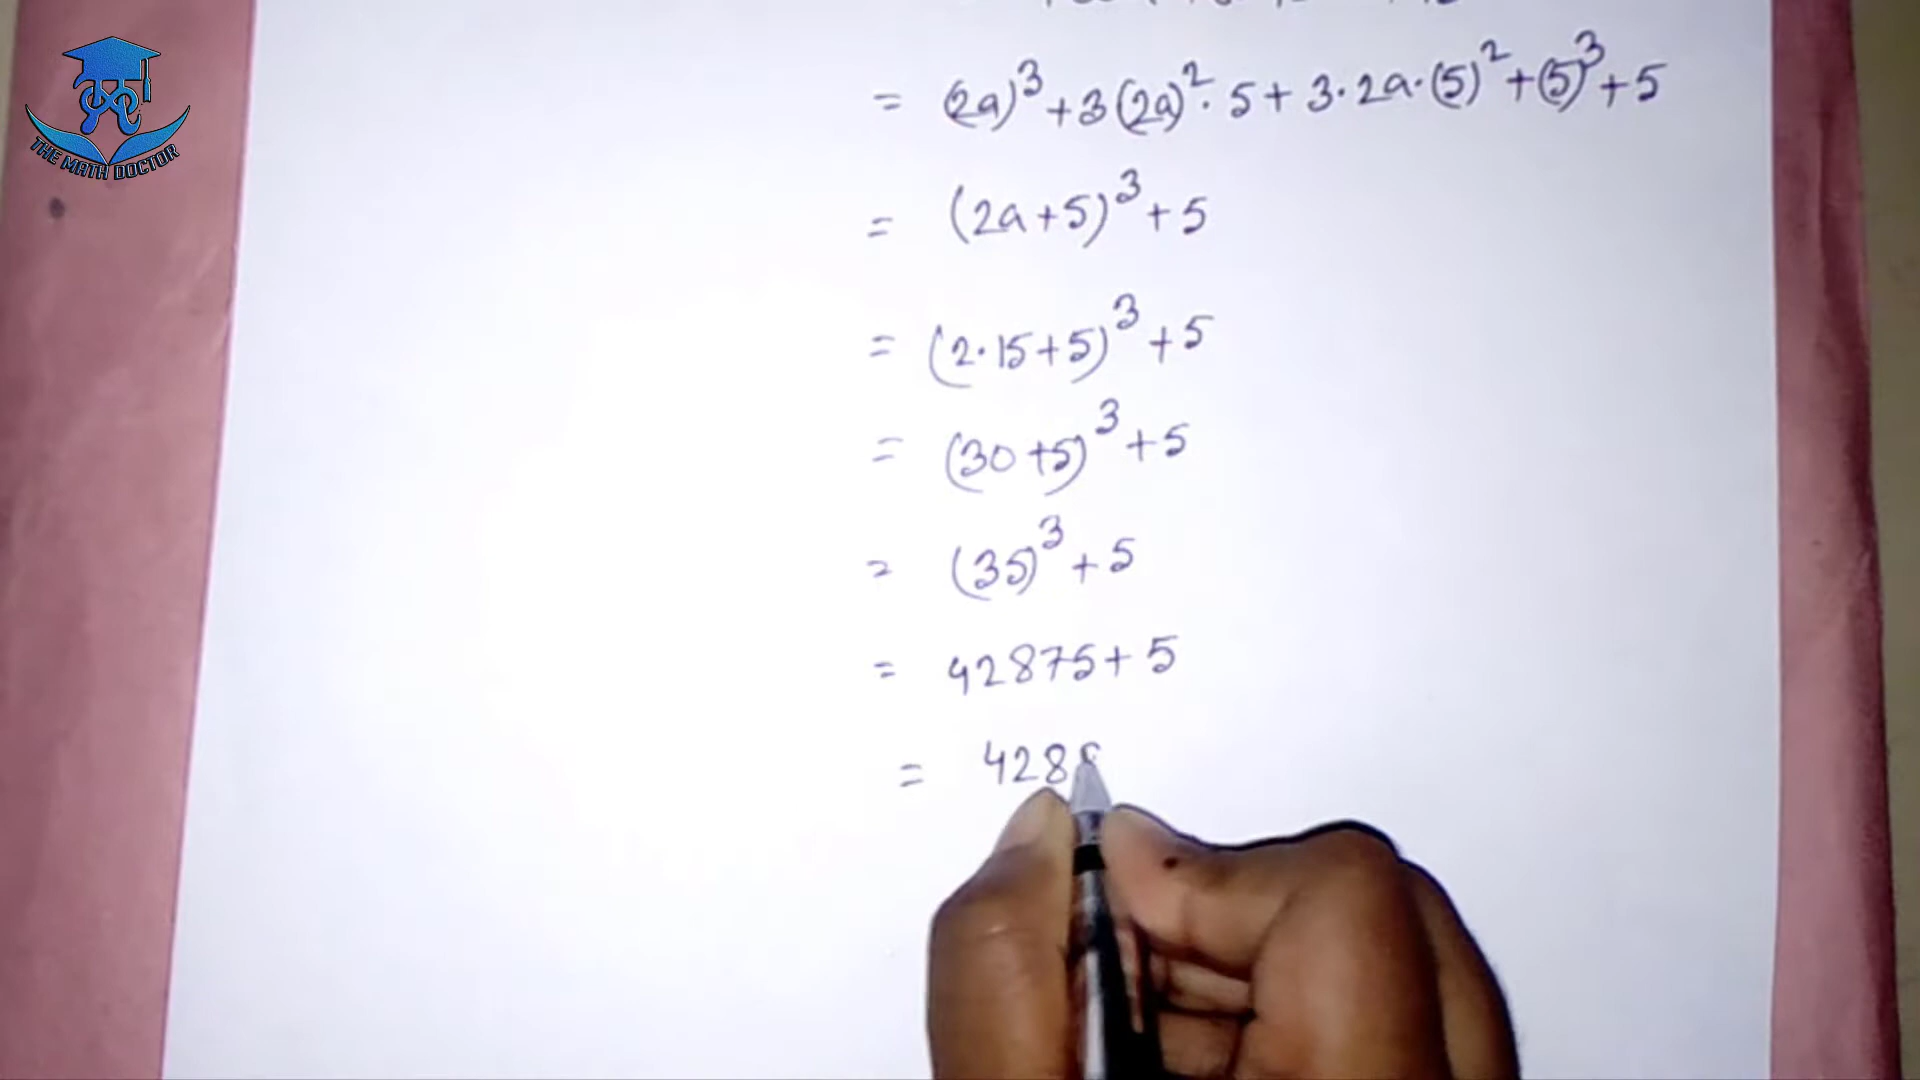 THE MATH DOCTOR
= (2a)³ + 3(2a)². 5 + 3·2a·(5)² + (5)³ + 5
= (2a+5)³ + 5
= (2·15+5)³ + 5
= (30+5)³ + 5
= (35)³ + 5
= 42875 + 5
= 428